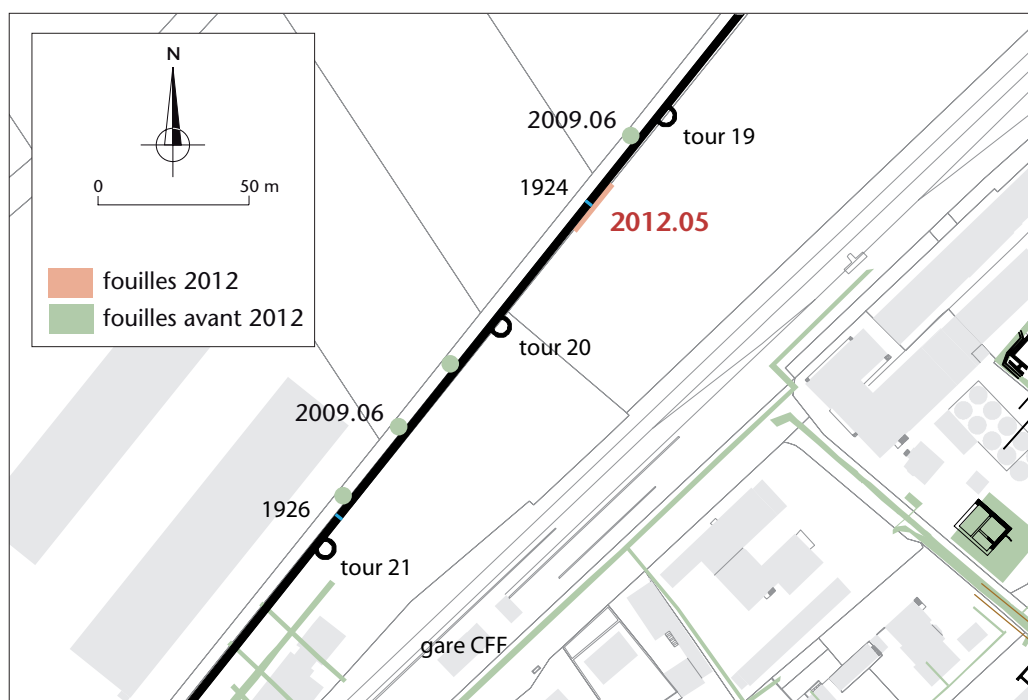 N
0 50 m
fouilles 2012
fouilles avant 2012
2009.06
tour 19
1924
2012.05
tour 20
2009.06
1926
tour 21
gare CFF